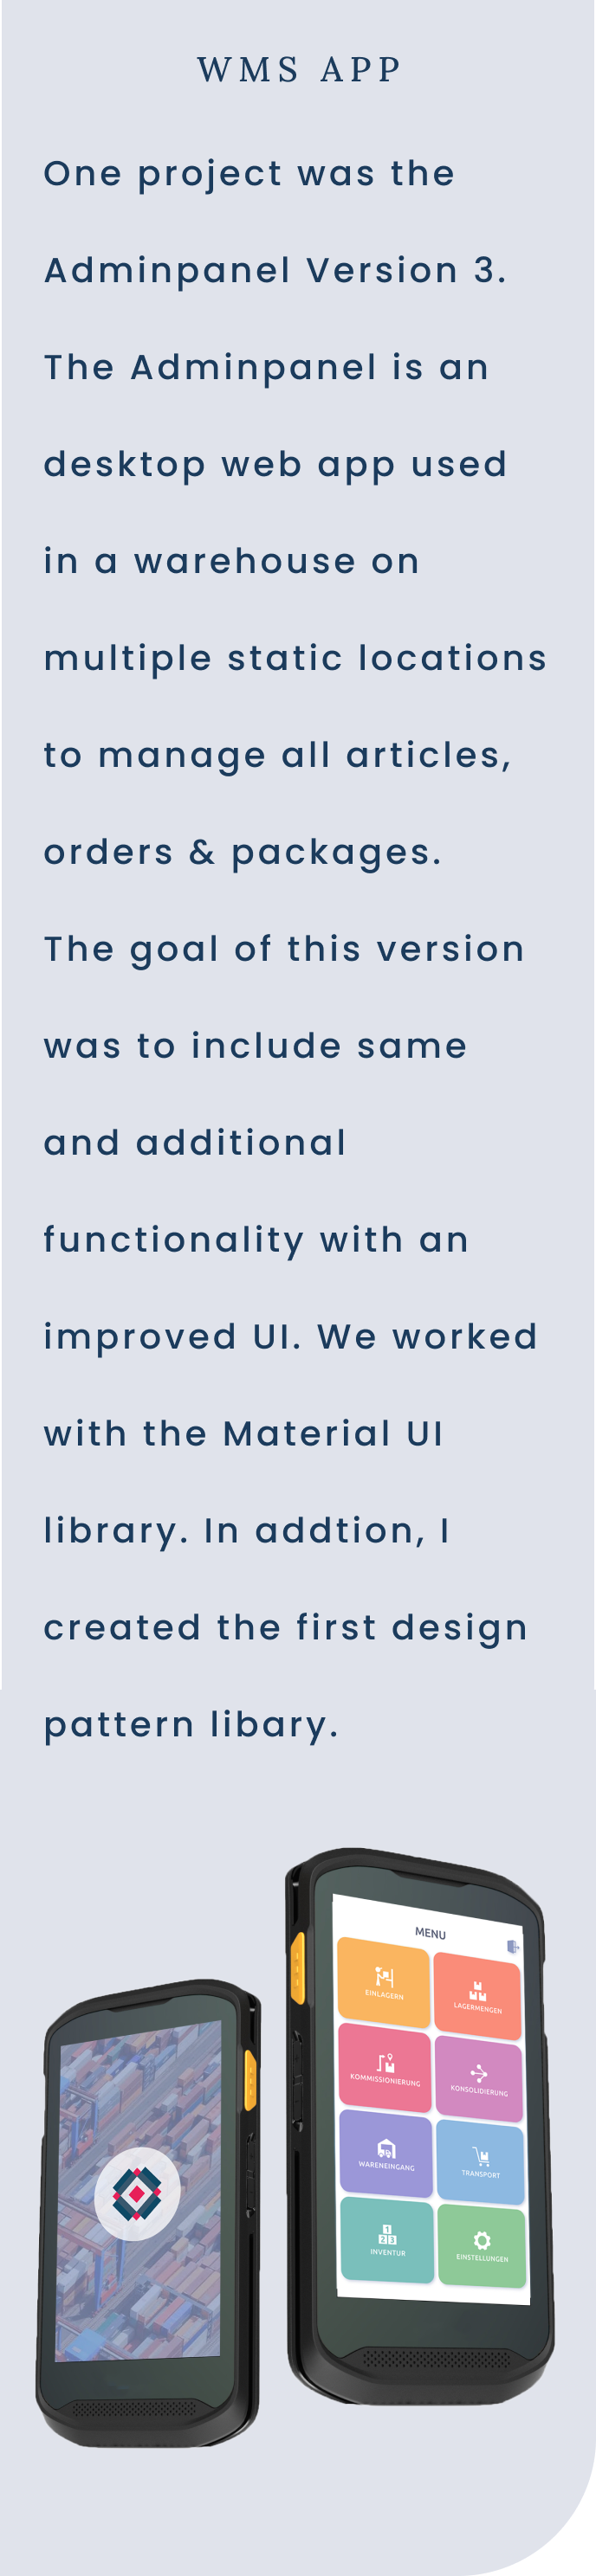 WMS APP
One project was the
Adminpanel Version 3.
The Adminpanel is an
desktop web app used
in a warehouse on
multiple static locations
to manage all articles,
orders & packages.
The goal of this version
was to include same
and additional
functionality with an
improved UI. We worked
with the Material UI
library. In addtion, I
created the first design
pattern libary.
MENU
EINLAGERN
LAGERMENGEN
KOMMISSIONIERUNG
KONSOLIDIERUNG
WARENEINGANG
TRANSPORT
1
2 3
INVENTUR
EINSTELLUNGEN